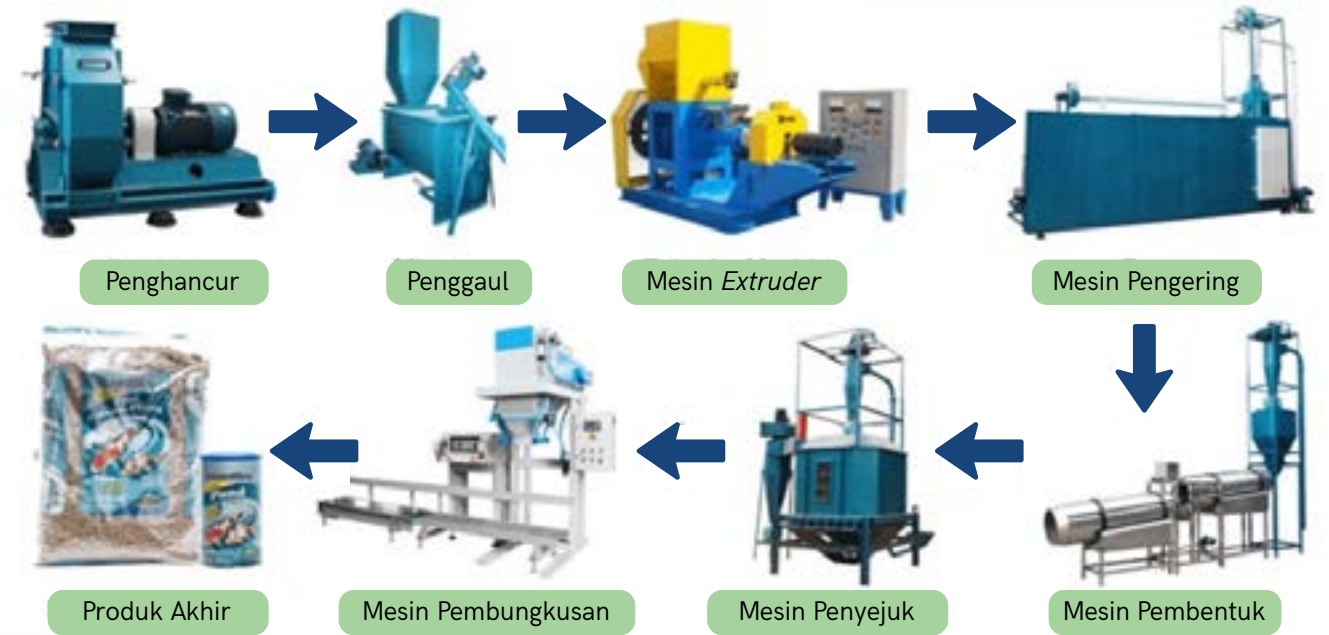 Penghancur
Penggaul
Mesin Extruder
Mesin Pengering
Produk Akhir
Mesin Pembungkusan
Mesin Penyejuk
Mesin Pembentuk